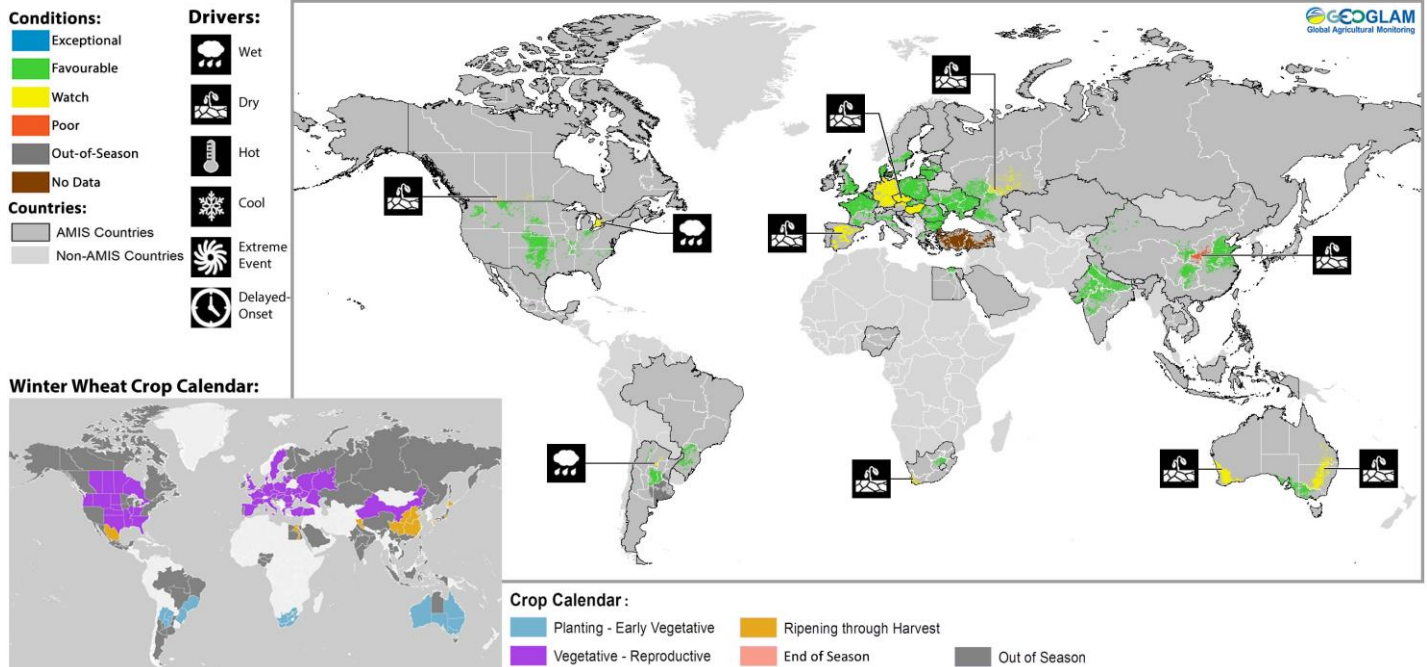 Conditions:
Exceptional
Favourable
Watch
Poor
Out-of-Season
No Data
Countries:
AMIS Countries
Non-AMIS Countries
Drivers:
Wet
Dry
Hot
Cool
Extreme
Event
Delayed-
Onset
GEOGLAM
Global Agricultural Monitoring
Winter Wheat Crop Calendar:
Crop Calendar :
Planting - Early Vegetative
Ripening through Harvest
Vegetative - Reproductive
End of Season
Out of Season